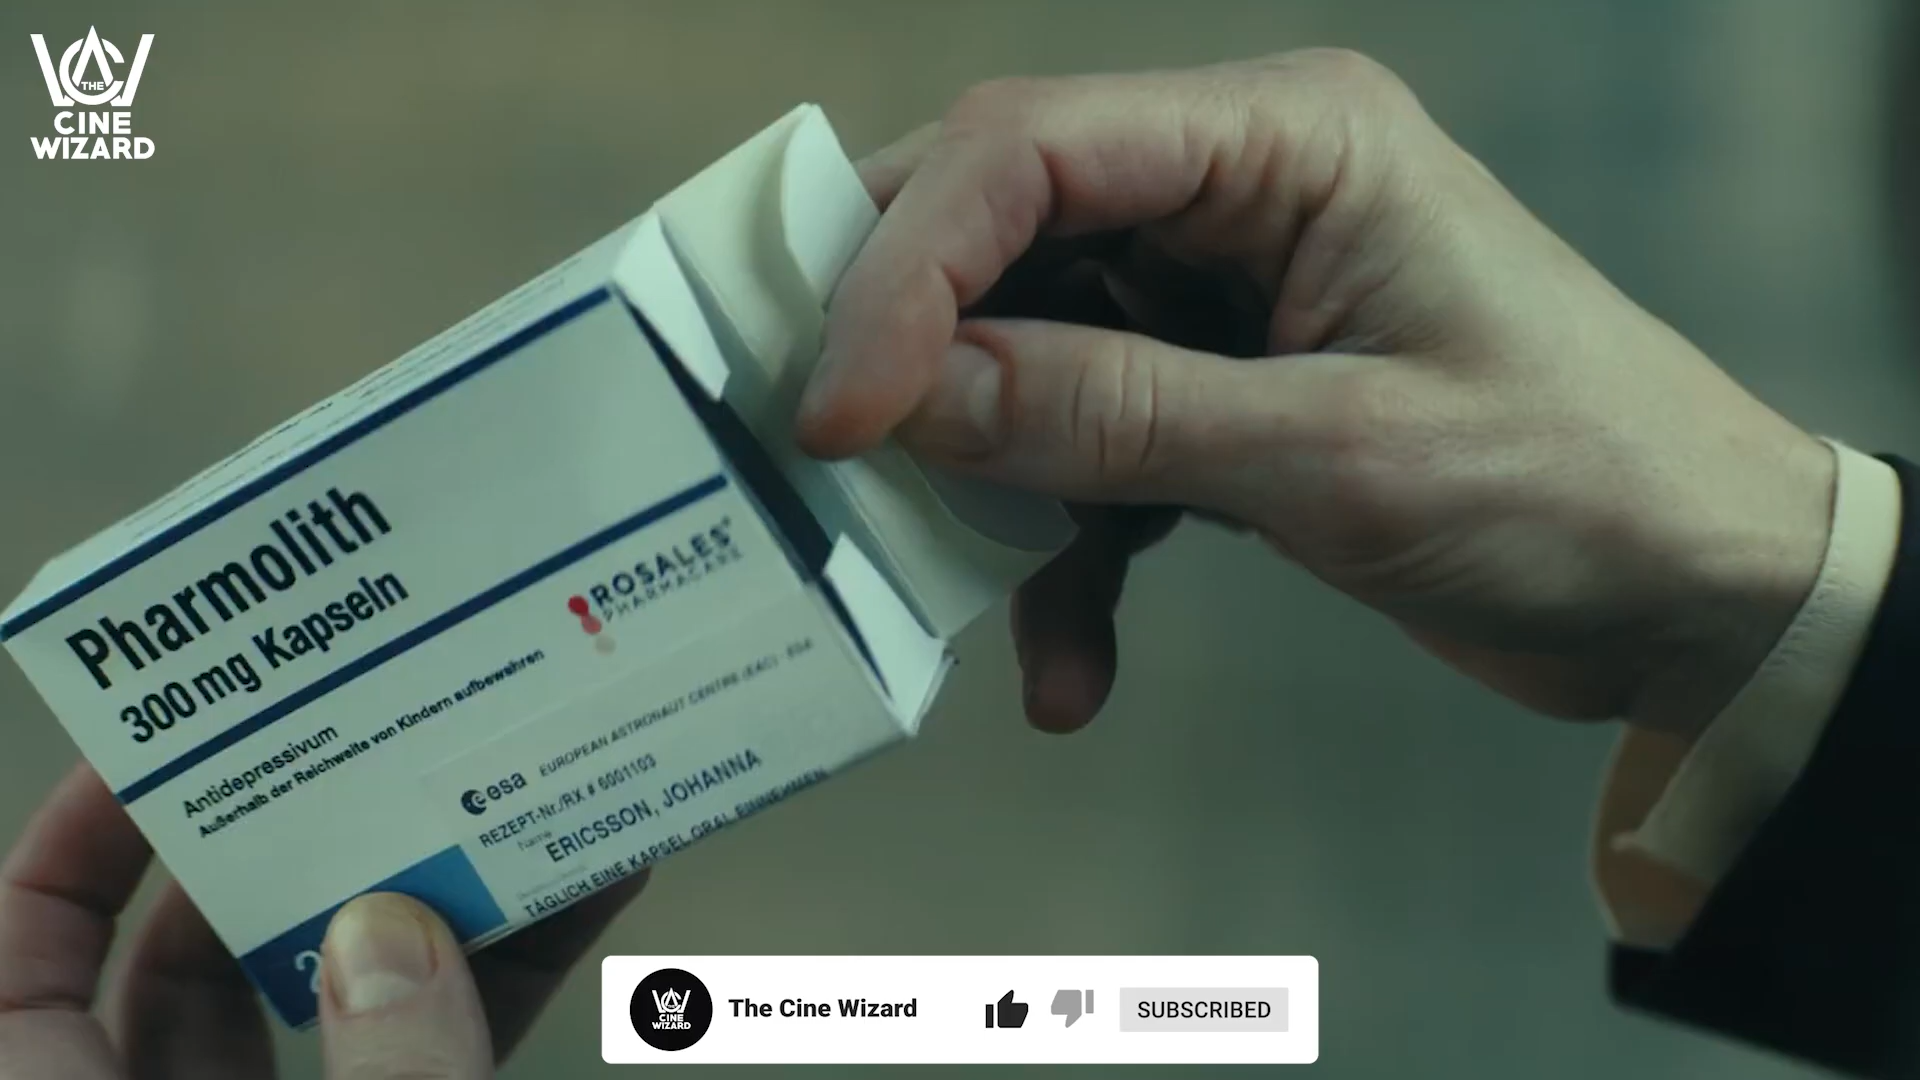 THE
CINE
WIZARD
Pharmolith
300 mg Kapseln
ROSALES
PHARMACARE
Antidepressivum
Außerhalb der Reichweite von Kindern aufbewahren
esa
EUROPEAN ASTRONAUT CENTRE (EAC) - ESA
REZEPT-Nr./RX # 6001103
Name
ERICSSON, JOHANNA
TÄGLICH EINE KAPSEL ORAL EINNEHMEN
2
CINE
WIZARD
The Cine Wizard
SUBSCRIBED